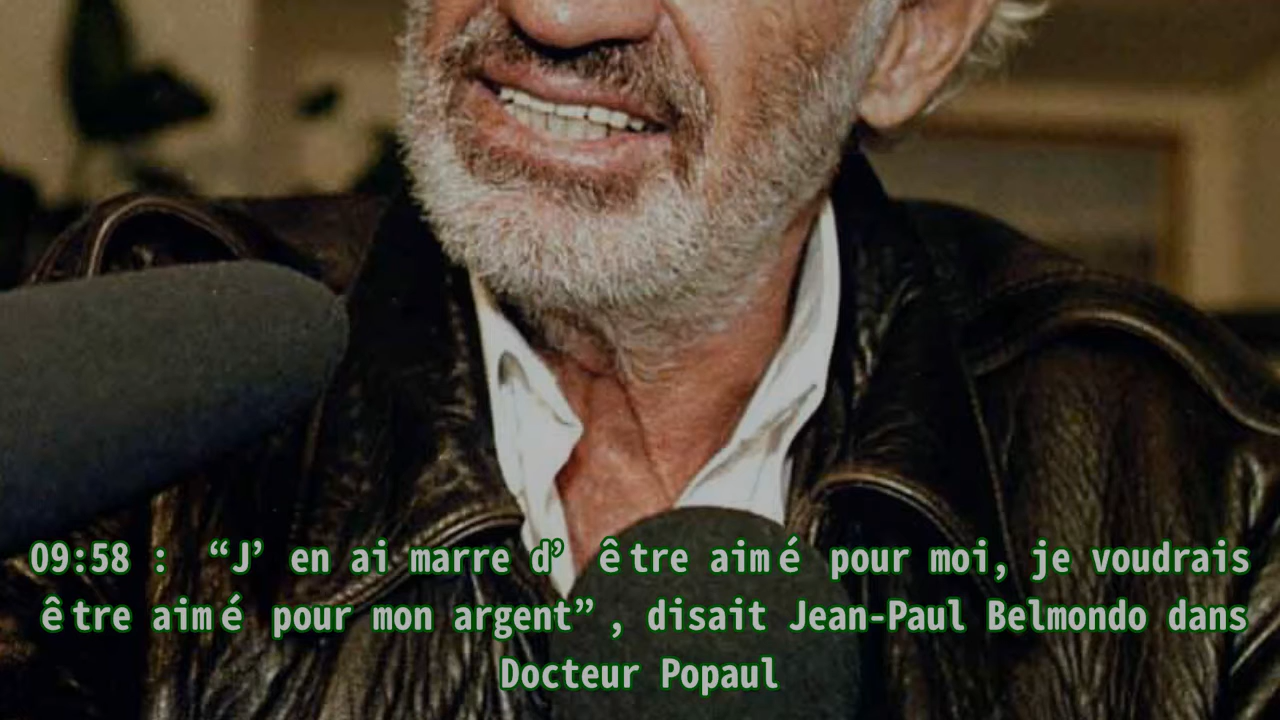 09:58 : “J’ en ai marre d’ être aimé pour moi, je voudrais
être aimé pour mon argent” , disait Jean-Paul Belmondo dans
Docteur Popaul